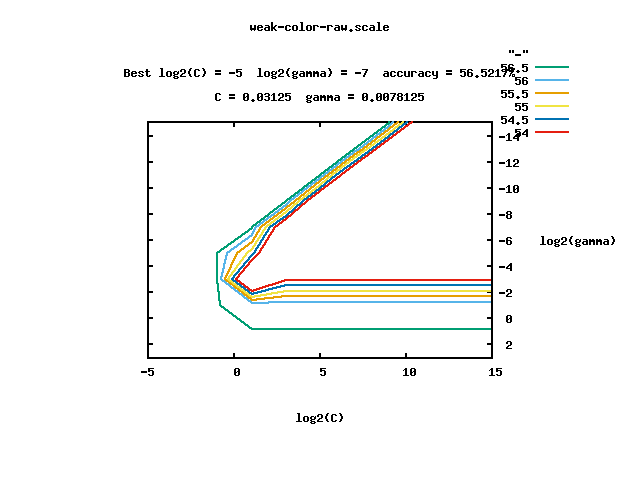 weak-color-raw.scale
"-"
Best log2(C) = -5  log2(gamma) = -7  accuracy = 56.5217%
56.5
56
C = 0.03125  gamma = 0.0078125
55.5
55
54.5
54
-14
-12
-10
-8
-6
log2(gamma)
-4
-2
0
2
-5 0 5 10 15
log2(C)